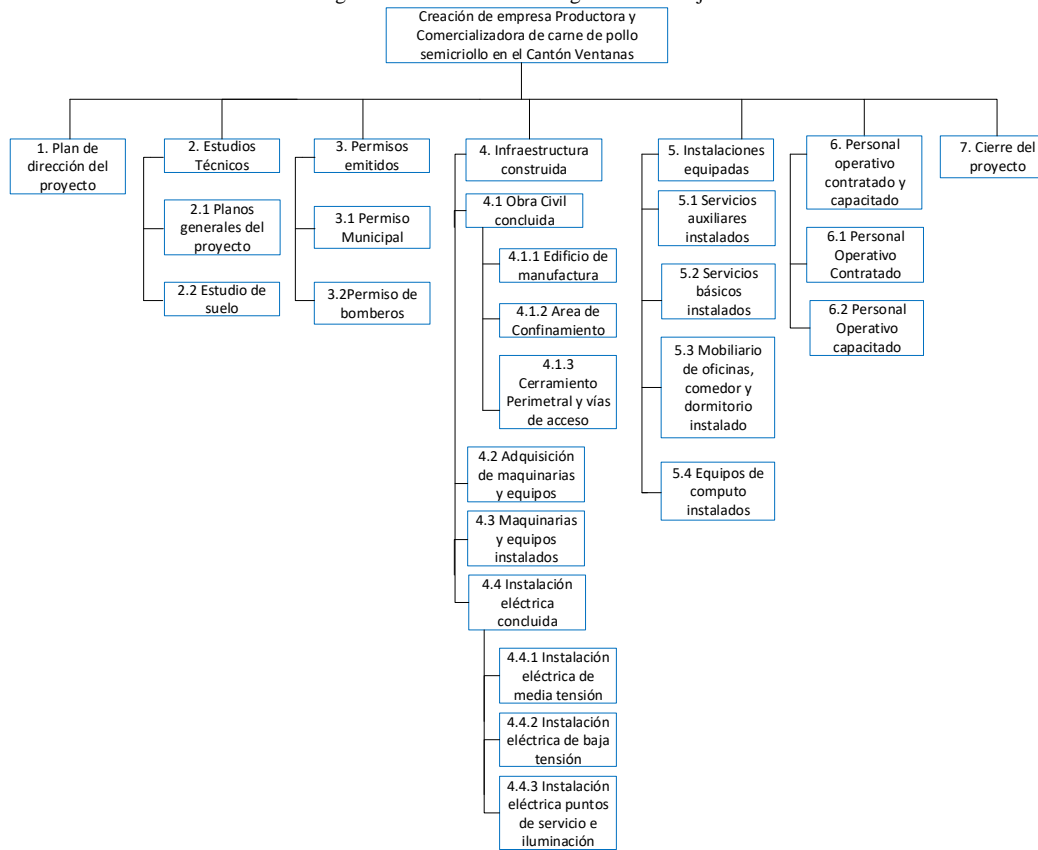 Creación de empresa Productora y
Comercializadora de carne de pollo
semicriollo en el Cantón Ventanas
1. Plan de
dirección del
proyecto
2. Estudios
Técnicos
2.1 Planos
generales del
proyecto
2.2 Estudio de
suelo
3. Permisos
emitidos
3.1 Permiso
Municipal
3.2Permiso de
bomberos
4. Infraestructura
construida
4.1 Obra Civil
concluida
4.1.1 Edificio de
manufactura
4.1.2 Area de
Confinamiento
4.1.3
Cerramiento
Perimetral y vías
de acceso
4.2 Adquisición
de maquinarias
y equipos
4.3 Maquinarias
y equipos
instalados
4.4 Instalación
eléctrica
concluida
4.4.1 Instalación
eléctrica de
media tensión
4.4.2 Instalación
eléctrica de baja
tensión
4.4.3 Instalación
eléctrica puntos
de servicio e
iluminación
5. Instalaciones
equipadas
5.1 Servicios
auxiliares
instalados
5.2 Servicios
básicos
instalados
5.3 Mobiliario
de oficinas,
comedor y
dormitorio
instalado
5.4 Equipos de
computo
instalados
6. Personal
operativo
contratado y
capacitado
6.1 Personal
Operativo
Contratado
6.2 Personal
Operativo
capacitado
7. Cierre del
proyecto